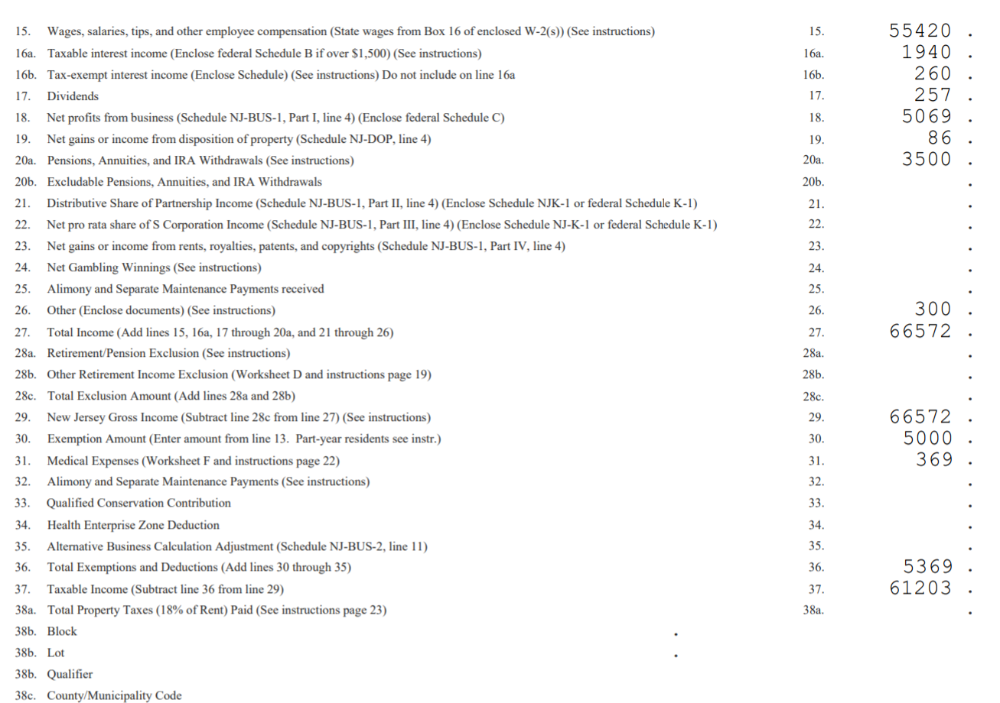 15. Wages, salaries, tips, and other employee compensation (State wages from Box 16 of enclosed W-2(s)) (See instructions) 15. 55420 .
16a. Taxable interest income (Enclose federal Schedule B if over $1,500) (See instructions) 16a. 1940 .
16b. Tax-exempt interest income (Enclose Schedule) (See instructions) Do not include on line 16a 16b. 260 .
17. Dividends 17. 257 .
18. Net profits from business (Schedule NJ-BUS-1, Part I, line 4) (Enclose federal Schedule C) 18. 5069 .
19. Net gains or income from disposition of property (Schedule NJ-DOP, line 4) 19. 86 .
20a. Pensions, Annuities, and IRA Withdrawals (See instructions) 20a. 3500 .
20b. Excludable Pensions, Annuities, and IRA Withdrawals 20b. .
21. Distributive Share of Partnership Income (Schedule NJ-BUS-1, Part II, line 4) (Enclose Schedule NJK-1 or federal Schedule K-1) 21. .
22. Net pro rata share of S Corporation Income (Schedule NJ-BUS-1, Part III, line 4) (Enclose Schedule NJ-K-1 or federal Schedule K-1) 22. .
23. Net gains or income from rents, royalties, patents, and copyrights (Schedule NJ-BUS-1, Part IV, line 4) 23. .
24. Net Gambling Winnings (See instructions) 24. .
25. Alimony and Separate Maintenance Payments received 25. .
26. Other (Enclose documents) (See instructions) 26. 300 .
27. Total Income (Add lines 15, 16a, 17 through 20a, and 21 through 26) 27. 66572 .
28a. Retirement/Pension Exclusion (See instructions) 28a. .
28b. Other Retirement Income Exclusion (Worksheet D and instructions page 19) 28b. .
28c. Total Exclusion Amount (Add lines 28a and 28b) 28c. .
29. New Jersey Gross Income (Subtract line 28c from line 27) (See instructions) 29. 66572 .
30. Exemption Amount (Enter amount from line 13. Part-year residents see instr.) 30. 5000 .
31. Medical Expenses (Worksheet F and instructions page 22) 31. 369 .
32. Alimony and Separate Maintenance Payments (See instructions) 32. .
33. Qualified Conservation Contribution 33. .
34. Health Enterprise Zone Deduction 34. .
35. Alternative Business Calculation Adjustment (Schedule NJ-BUS-2, line 11) 35. .
36. Total Exemptions and Deductions (Add lines 30 through 35) 36. 5369 .
37. Taxable Income (Subtract line 36 from line 29) 37. 61203 .
38a. Total Property Taxes (18% of Rent) Paid (See instructions page 23) 38a. .
38b. Block .
38b. Lot .
38b. Qualifier
38c. County/Municipality Code